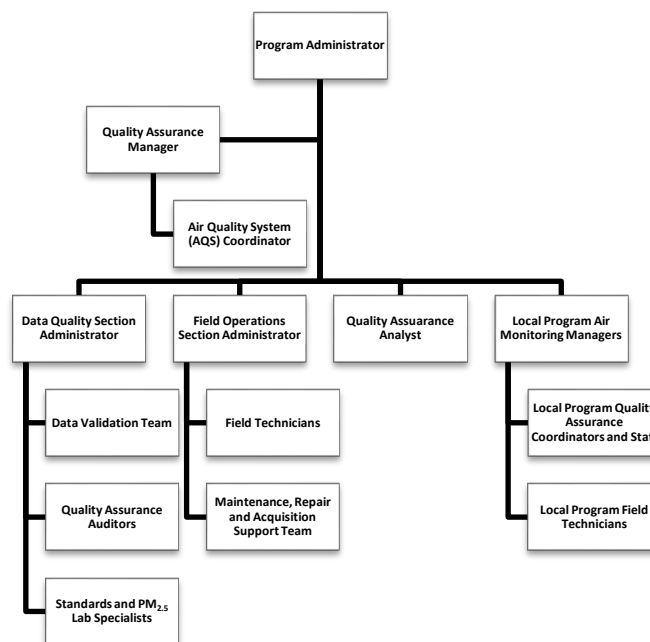 Program Administrator
Quality Assurance
Manager
Air Quality System
(AQS) Coordinator
Data Quality Section
Administrator
Field Operations
Section Administrator
Quality Assuarance
Analyst
Local Program Air
Monitoring Managers
Data Validation Team
Field Technicians
Local Program Quality
Assurance
Coordinators and Staf
Quality Assurance
Auditors
Maintenance, Repair
and Acquisition
Support Team
Local Program Field
Technicians
Standards and PM2.5
Lab Specialists